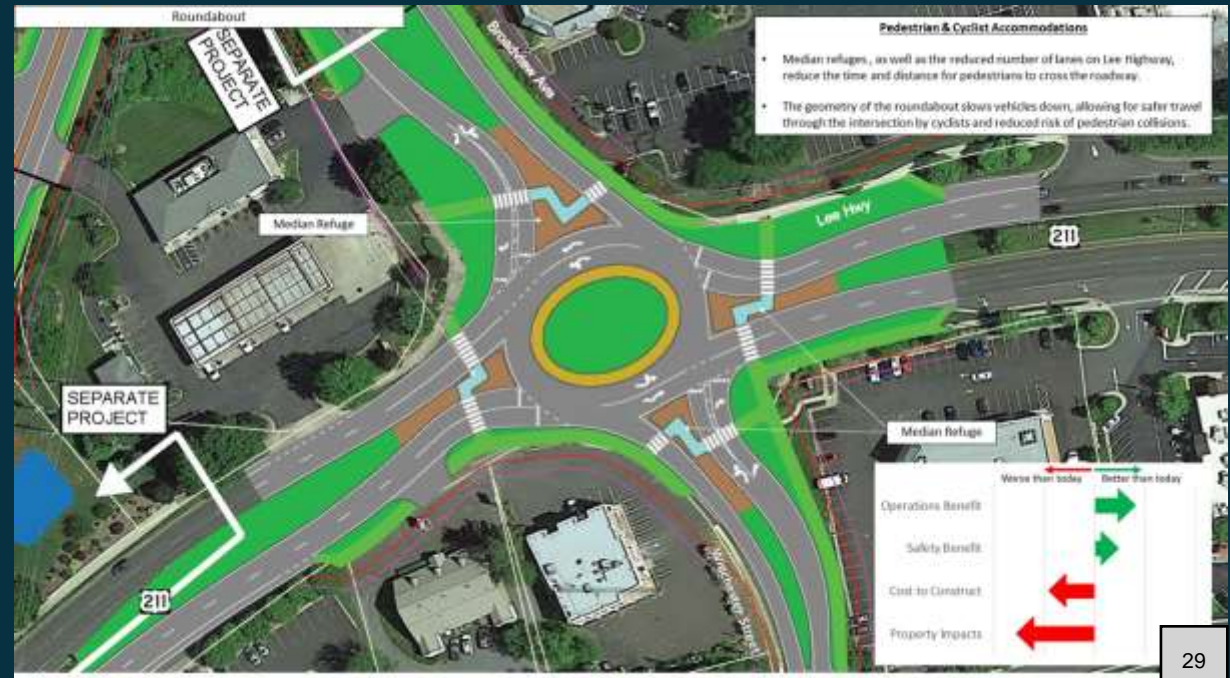 Roundabout
SEPARATE
PROJECT
Broadview Ave
Pedestrian & Cyclist Accommodations
• Median refuges , as well as the reduced number of lanes on Lee Highway,
reduce the time and distance for pedestrians to cross the roadway.
• The geometry of the roundabout slows vehicles down, allowing for safer travel
through the intersection by cyclists and reduced risk of pedestrian collisions.
Lee Hwy
211
Median Refuge
SEPARATE
PROJECT
Median Refuge
211
Street
Worse than today
Better than today
Operations Benefit
Safety Benefit
Cost to Construct
Property Impacts
29